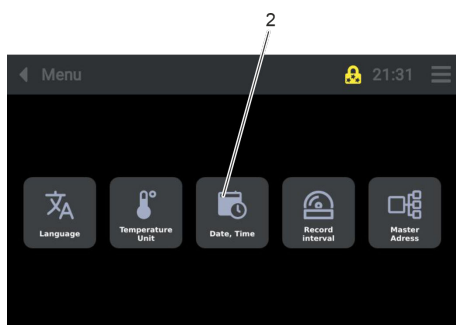 2
Menu
21:31
Language
Temperature
Unit
Date, Time
Record
interval
Master
Adress